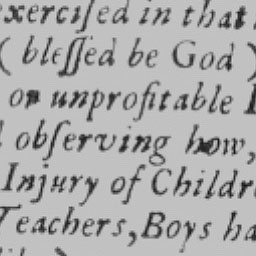 exerciſed in that
( bleſſed be God )
or unprofitable
obſerving how,
Injury of Childr
Teachers, Boys ha